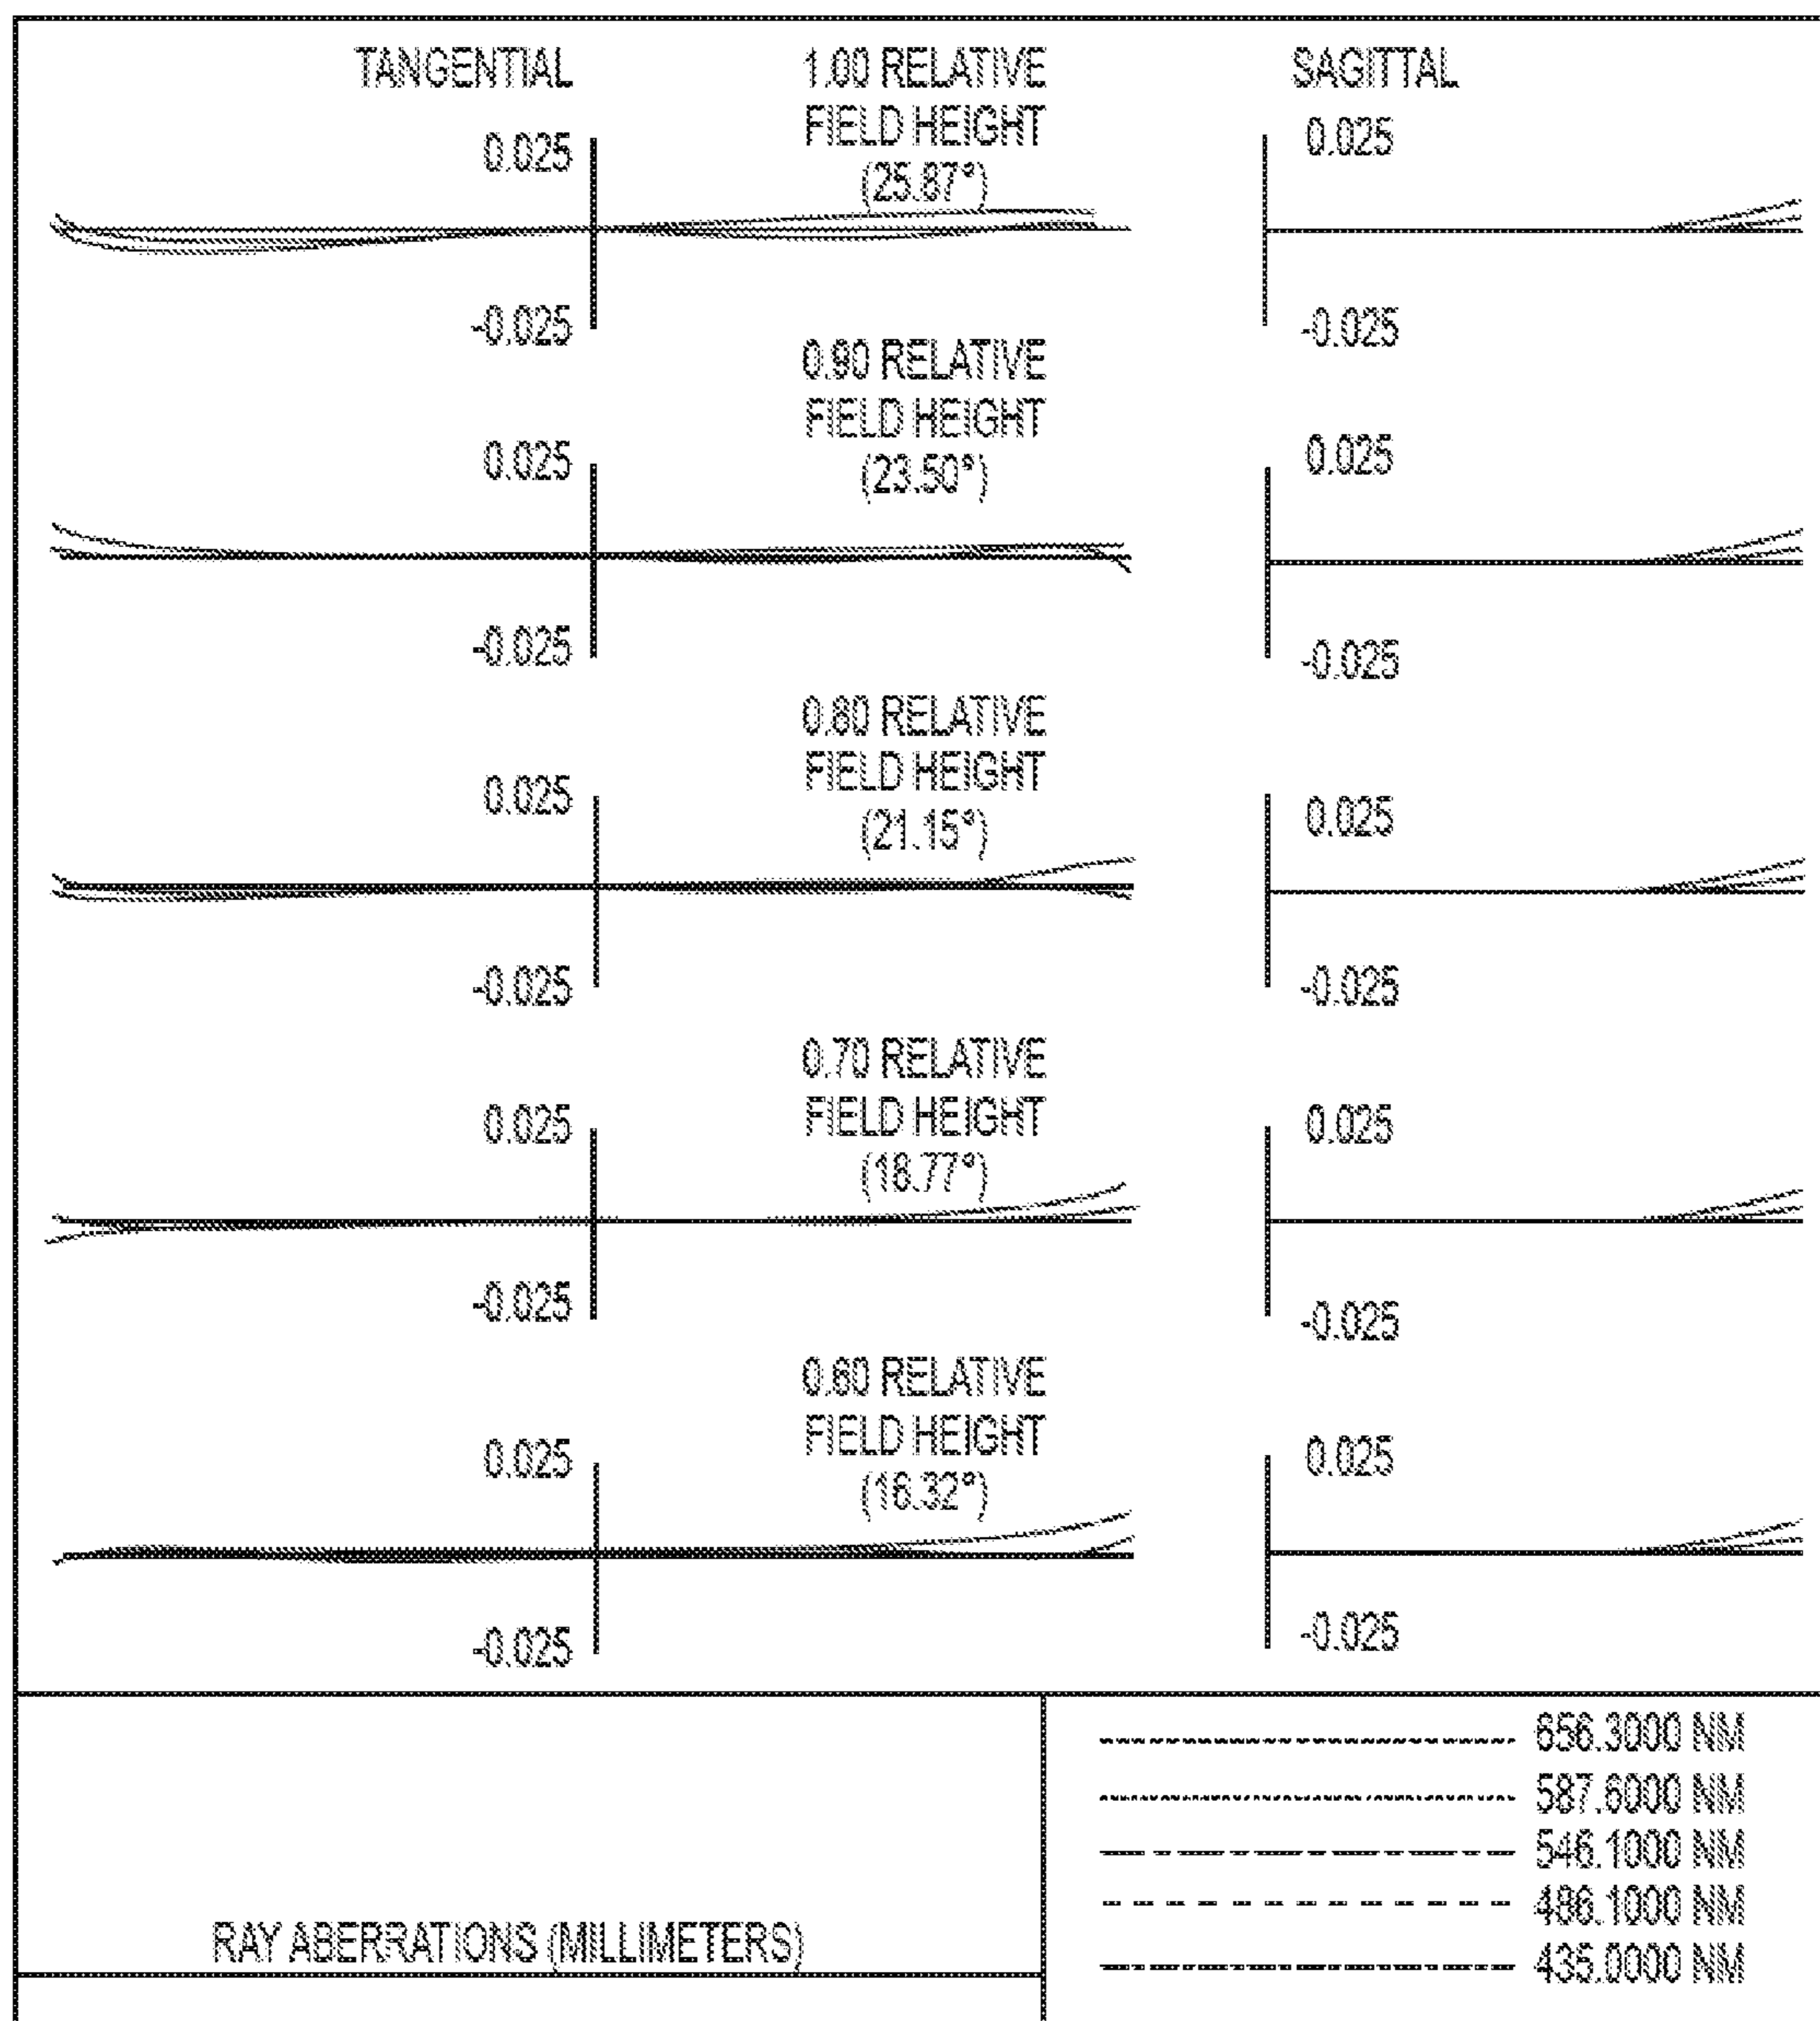 TANGENTIAL
1.00 RELATIVE
FIELD HEIGHT
(25.87°)
SAGITTAL
0.025
0.025
-0.025
-0.025
0.90 RELATIVE
FIELD HEIGHT
(23.50°)
0.025
0.025
-0.025
-0.025
0.80 RELATIVE
FIELD HEIGHT
(21.15°)
0.025
0.025
-0.025
-0.025
0.70 RELATIVE
FIELD HEIGHT
(18.77°)
0.025
0.025
-0.025
-0.025
0.60 RELATIVE
FIELD HEIGHT
(16.32°)
0.025
0.025
-0.025
-0.025
RAY ABERRATIONS (MILLIMETERS)
656.3000 NM
587.6000 NM
546.1000 NM
486.1000 NM
435.0000 NM